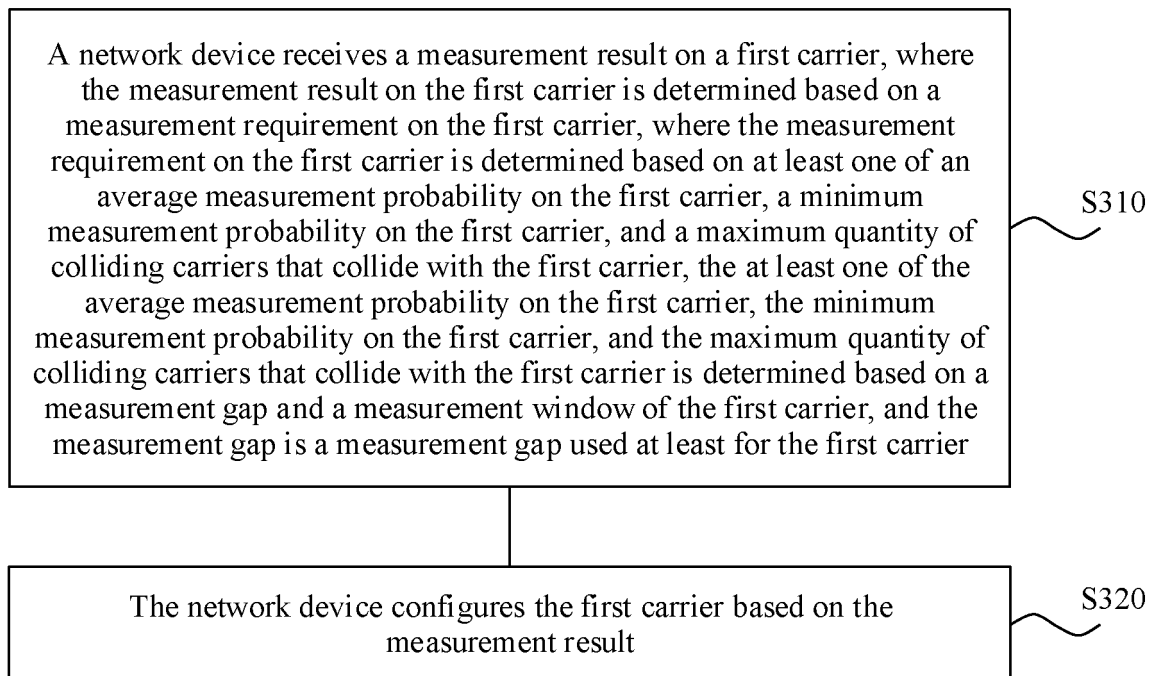 A network device receives a measurement result on a first carrier, where
the measurement result on the first carrier is determined based on a
measurement requirement on the first carrier, where the measurement
requirement on the first carrier is determined based on at least one of an
average measurement probability on the first carrier, a minimum
measurement probability on the first carrier, and a maximum quantity of
colliding carriers that collide with the first carrier, the at least one of the
average measurement probability on the first carrier, the minimum
measurement probability on the first carrier, and the maximum quantity of
colliding carriers that collide with the first carrier is determined based on a
measurement gap and a measurement window of the first carrier, and the
measurement gap is a measurement gap used at least for the first carrier
S310
The network device configures the first carrier based on the
measurement result
S320